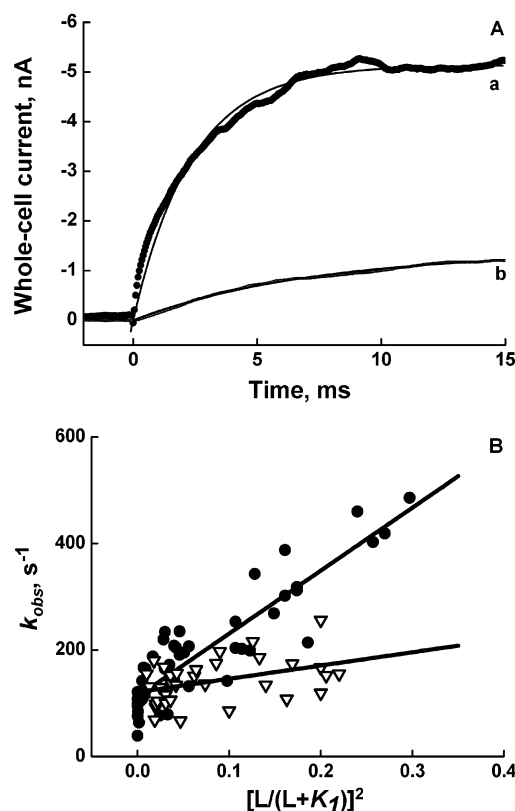 A
-6
-5
-4
-3
-2
-1
0
Whole-cell current, nA
a
b
0 5 10 15
Time, ms
B
600
400
200
0
k_obs, s⁻¹
0.0 0.1 0.2 0.3 0.4
[L/(L+K₁)]²